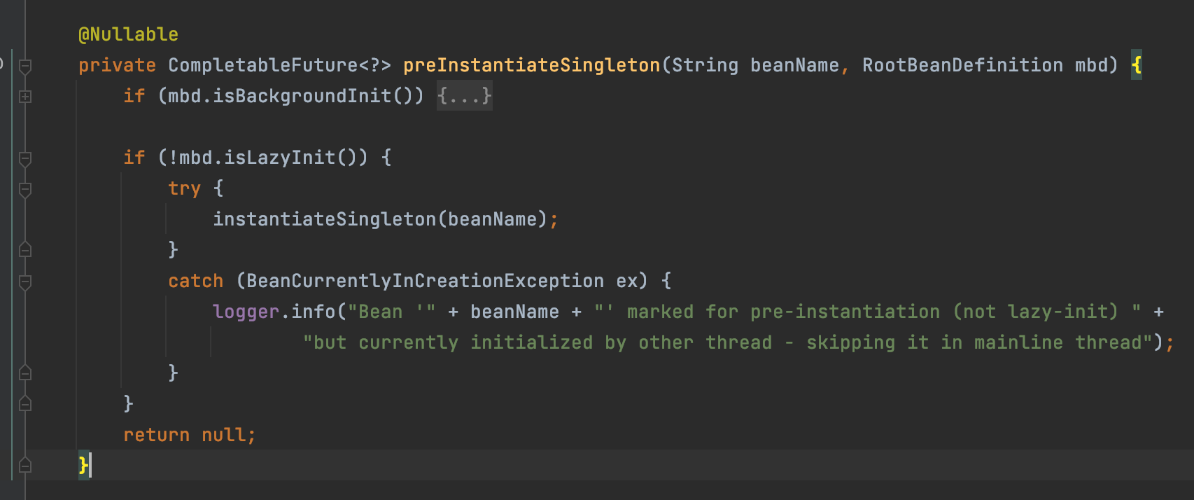 @Nullable
private CompletableFuture<?> preInstantiateSingleton(String beanName, RootBeanDefinition mbd) {
    if (mbd.isBackgroundInit()) {...}

    if (!mbd.isLazyInit()) {
        try {
            instantiateSingleton(beanName);
        }
        catch (BeanCurrentlyInCreationException ex) {
            logger.info("Bean '" + beanName + "' marked for pre-instantiation (not lazy-init) " +
                    "but currently initialized by other thread - skipping it in mainline thread");
        }
    }
    return null;
}